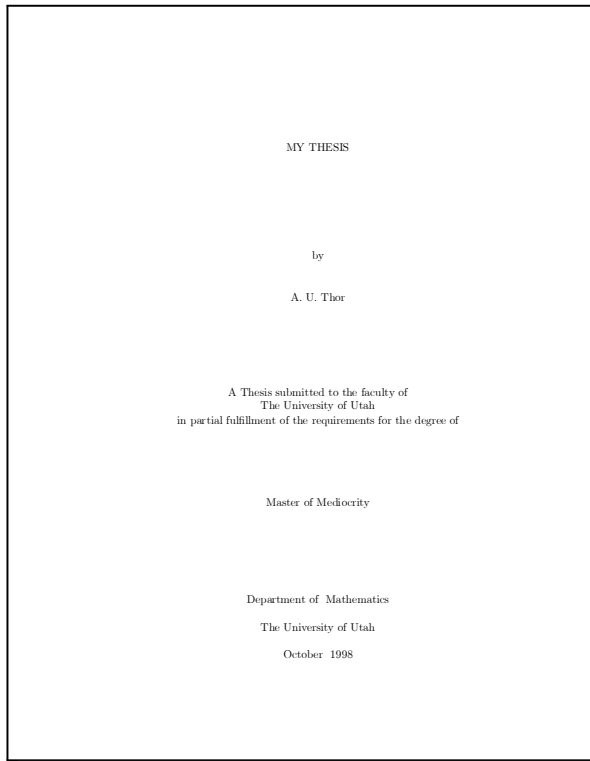 MY THESIS
by
A. U. Thor
A Thesis submitted to the faculty of
The University of Utah
in partial fulfillment of the requirements for the degree of
Master of Mediocrity
Department of Mathematics
The University of Utah
October 1998